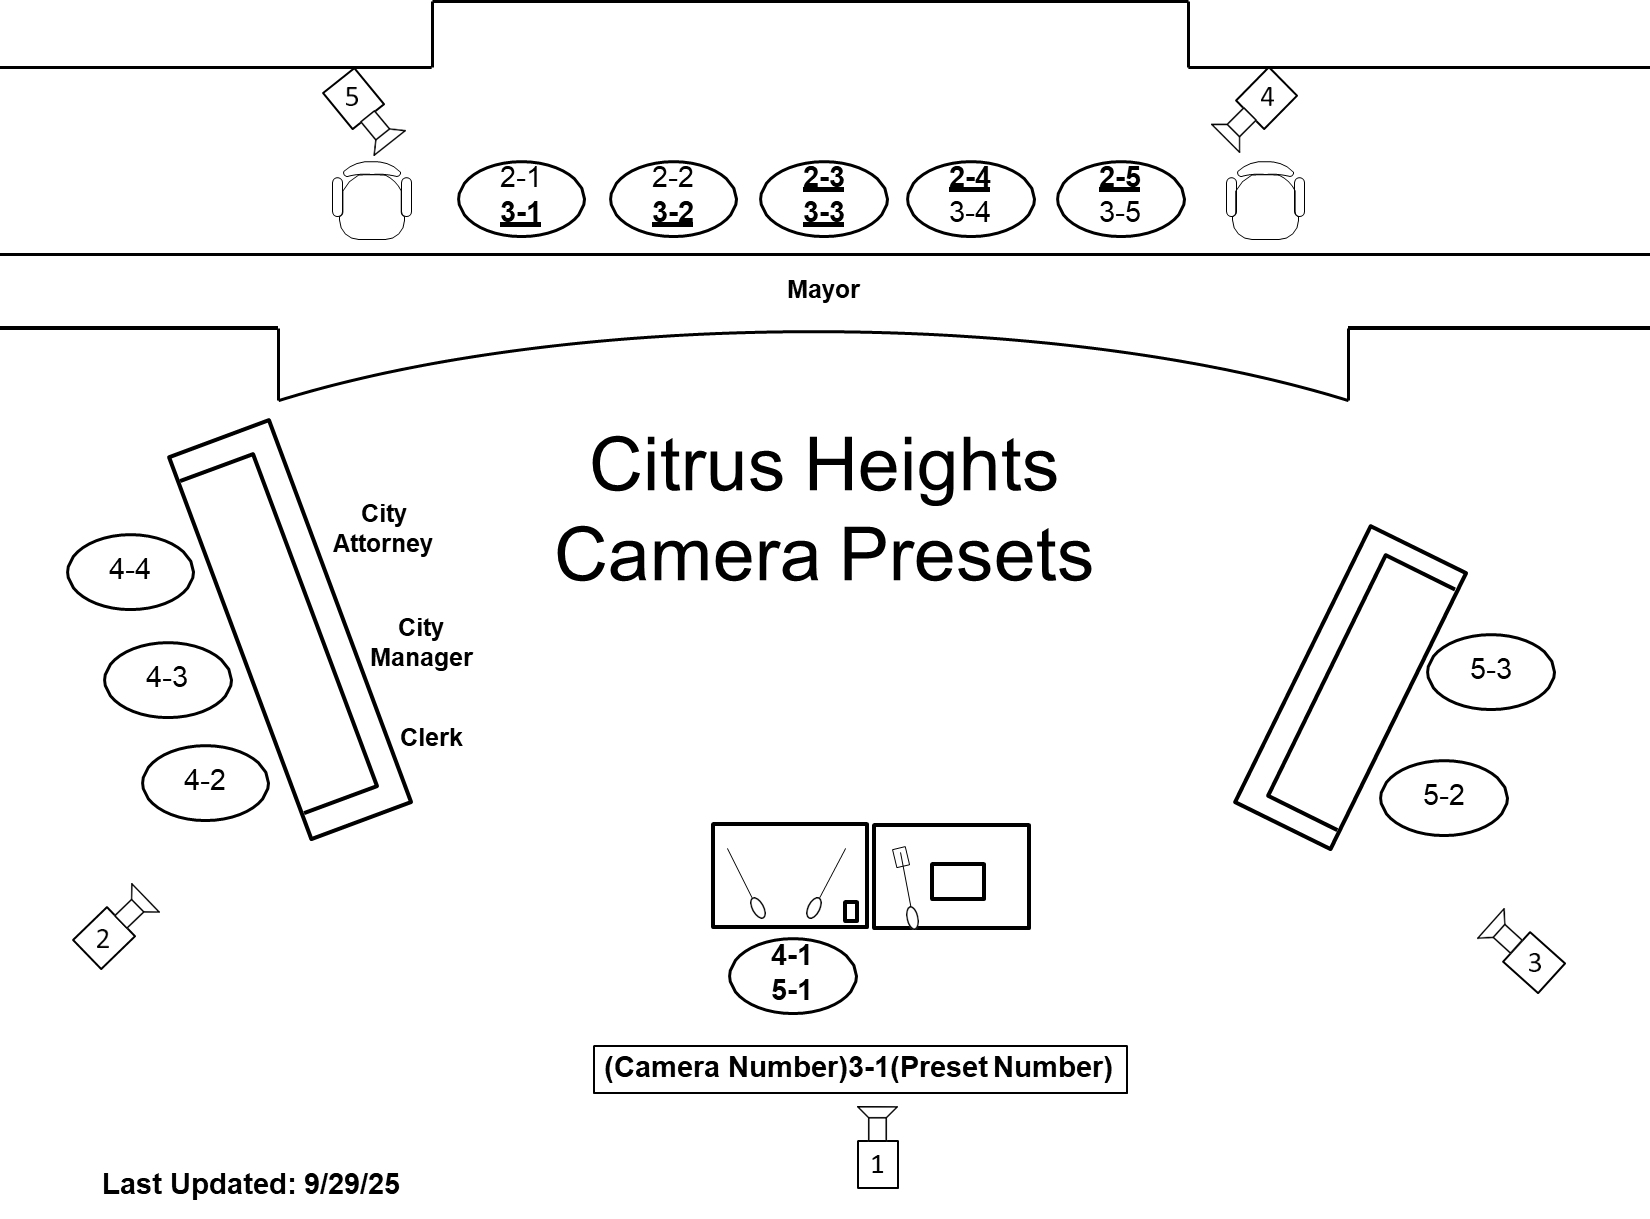 5
4
2-1
3-1
2-2
3-2
2-3
3-3
2-4
3-4
2-5
3-5
Mayor
Citrus Heights
Camera Presets
City
Attorney
4-4
City
Manager
4-3
5-3
Clerk
4-2
5-2
2
3
4-1
5-1
(Camera Number)3-1(Preset Number)
1
Last Updated: 9/29/25